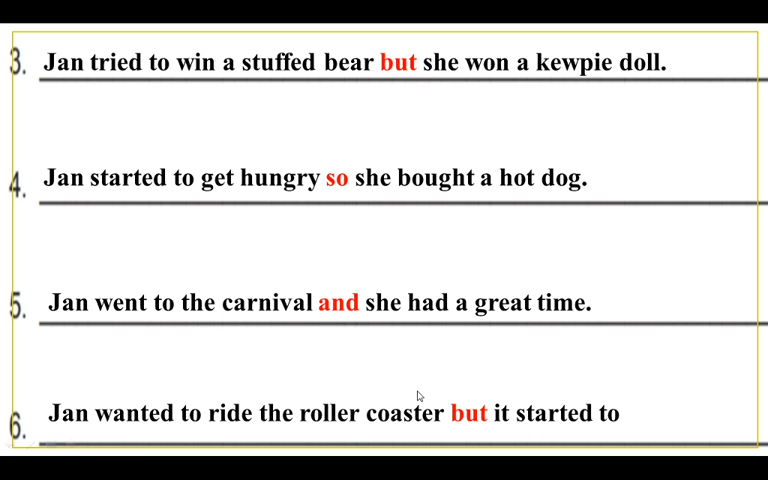 3. Jan tried to win a stuffed bear but she won a kewpie doll.
4. Jan started to get hungry so she bought a hot dog.
5. Jan went to the carnival and she had a great time.
6. Jan wanted to ride the roller coaster but it started to